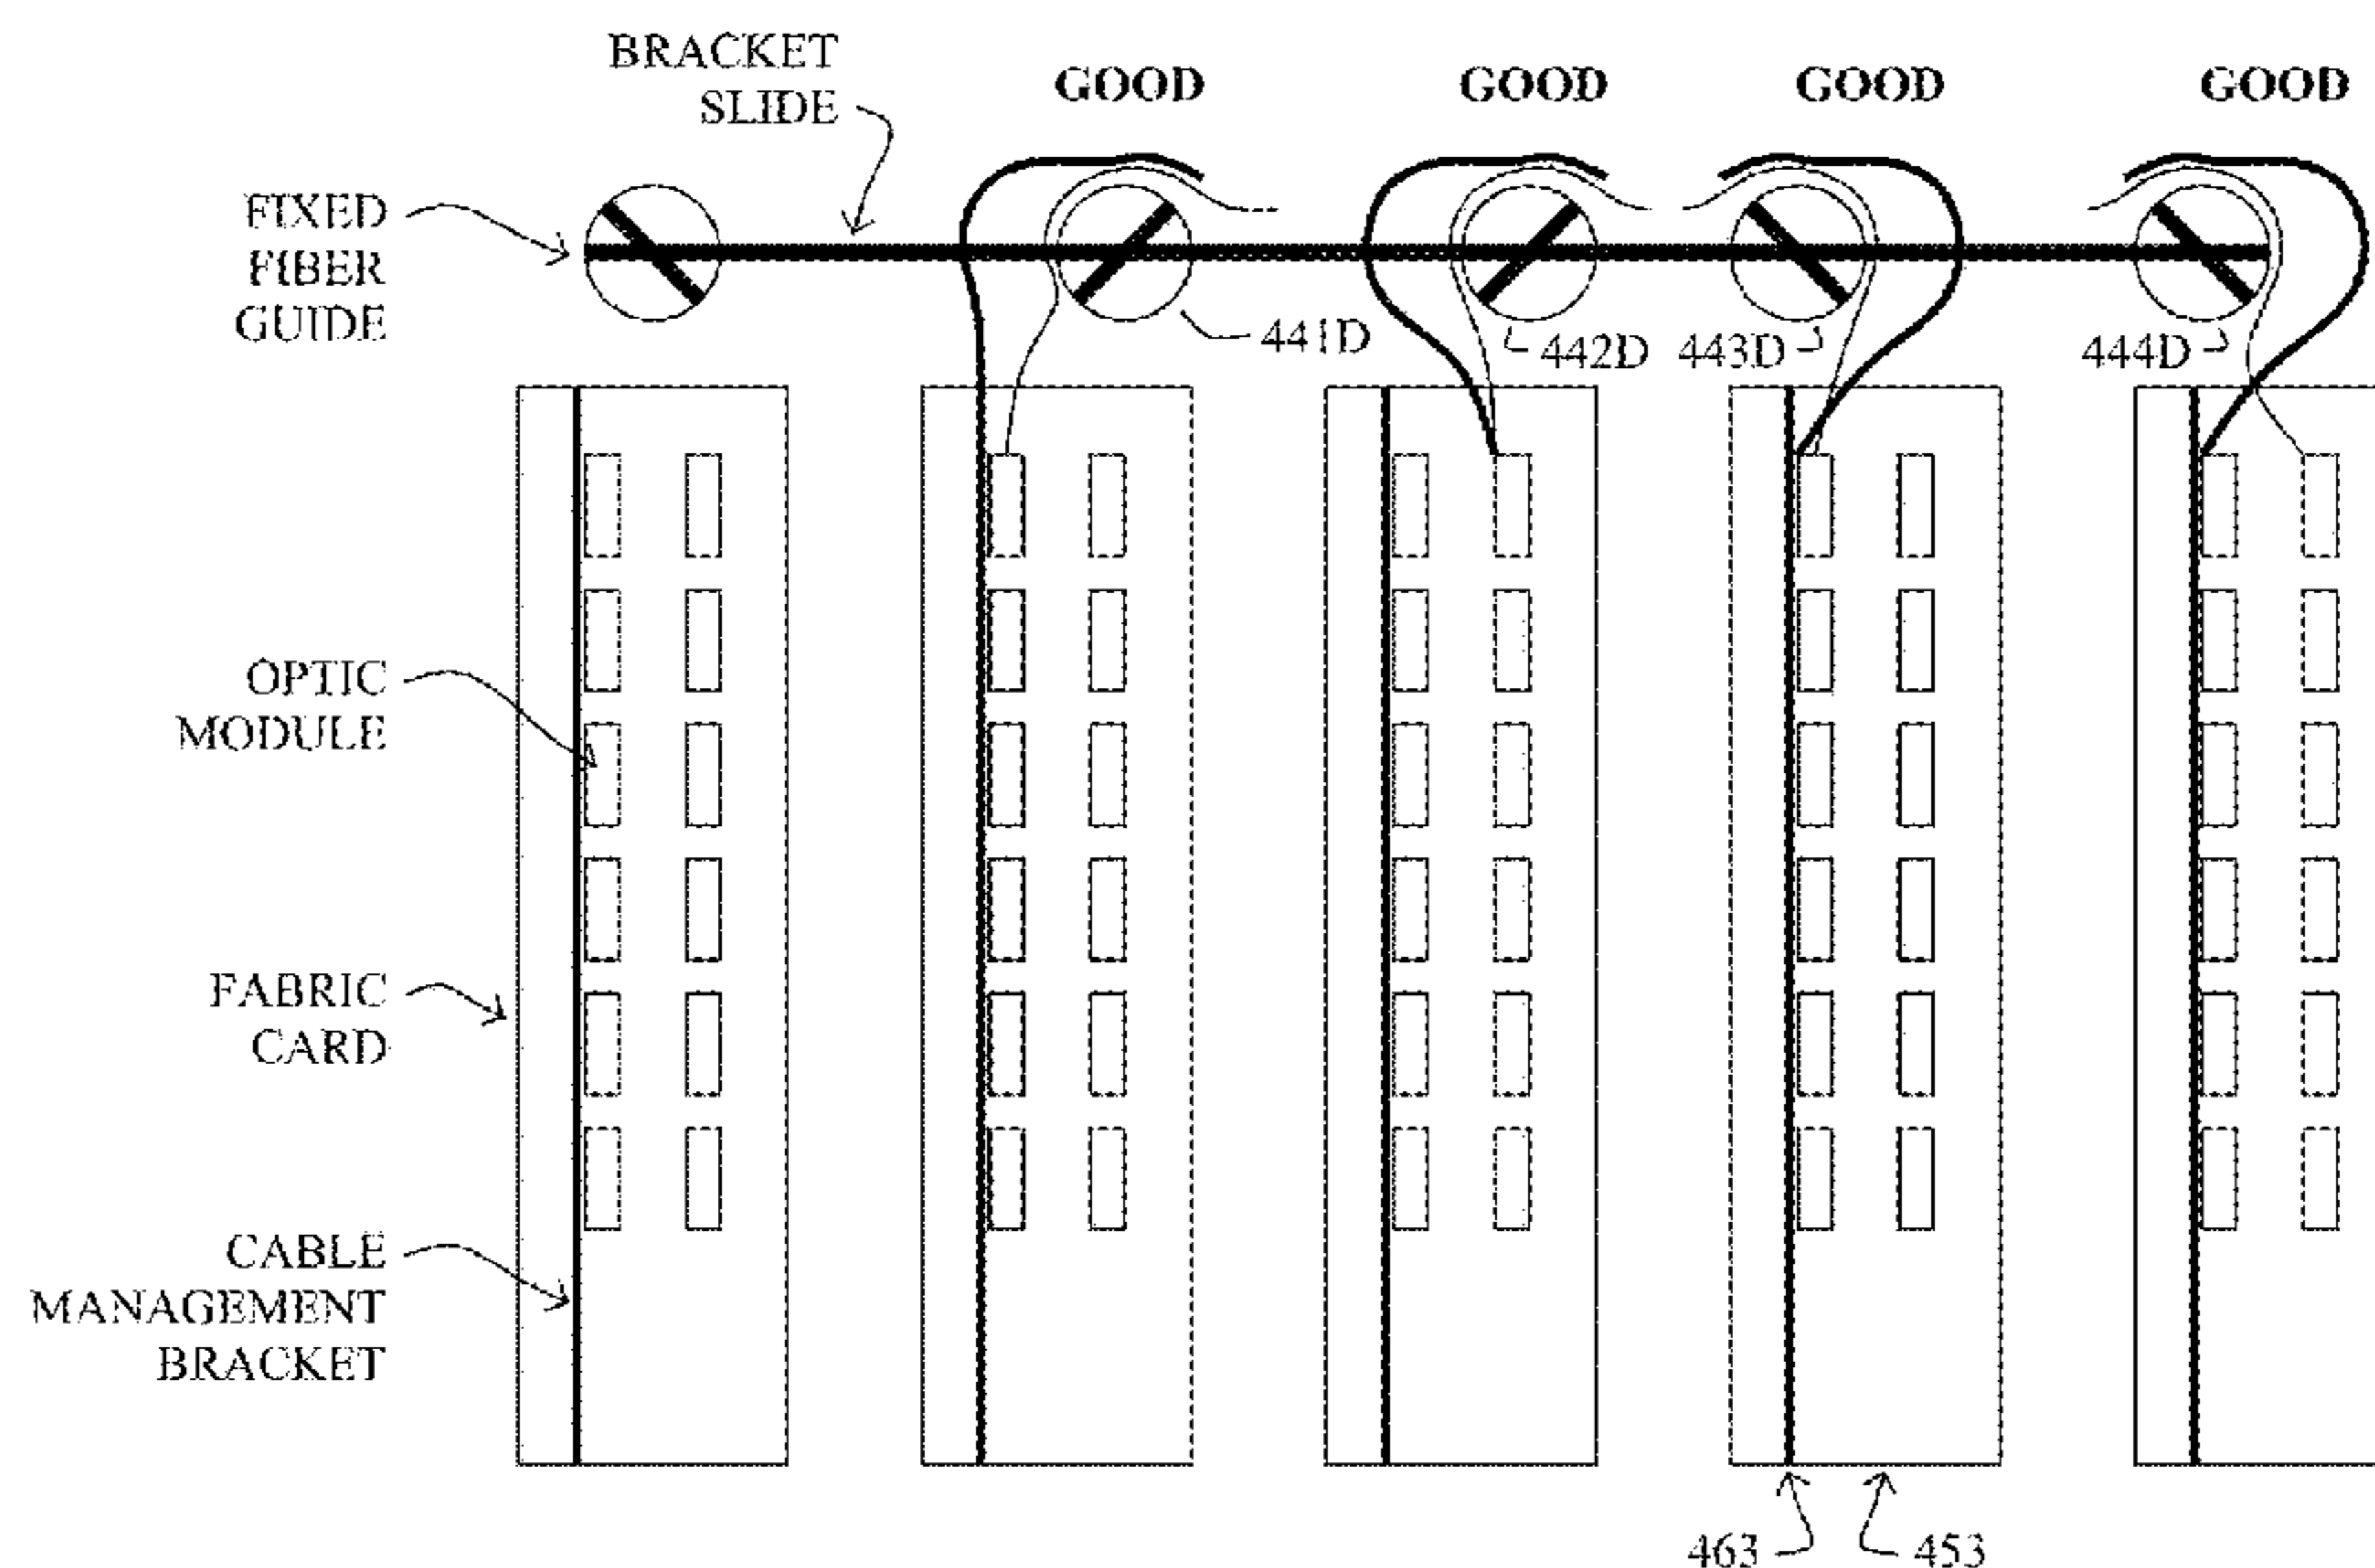 BRACKET
SLIDE
GOOD
GOOD
GOOD
GOOD
FIXED
FIBER
GUIDE
441D
442D
443D
444D
OPTIC
MODULE
FABRIC
CARD
CABLE
MANAGEMENT
BRACKET
463
453